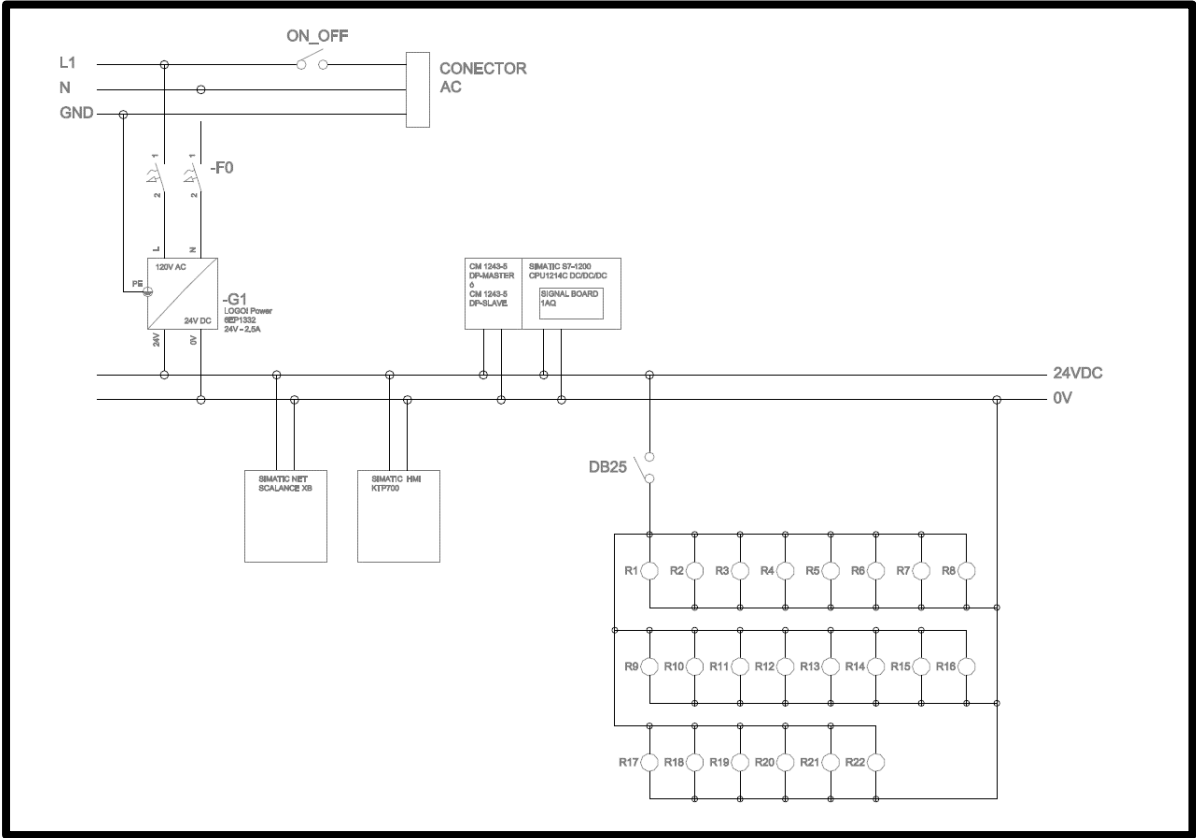 ON_OFF
L1
CONECTOR
AC
N
GND
1
1
-F0
2
2
L
N
120V AC
PE
24V DC
-G1
LOGO! Power
6EP1332
24V - 2,5A
24V
0V
CM 1243-5
DP-MASTER
ó
CM 1243-5
DP-SLAVE
SIMATIC S7-1200
CPU1214C DC/DC/DC
SIGNAL BOARD
1AQ
24VDC
0V
SIMATIC NET
SCALANCE XB
SIMATIC HMI
KTP700
DB25
R1 R2 R3 R4 R5 R6 R7 R8
R9 R10 R11 R12 R13 R14 R15 R16
R17 R18 R19 R20 R21 R22